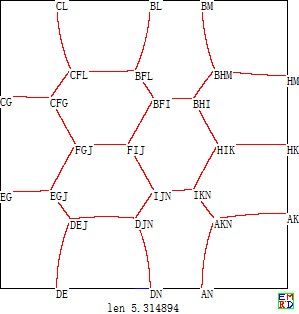 CL BL BM
CFL BFL BHM HM
CG CFG BFI BHI
FGJ FIJ HIK HK
EG EGJ IJN IKN
DEJ DJN AKN AK
DE DN AN
len 5.314894
EM
RD